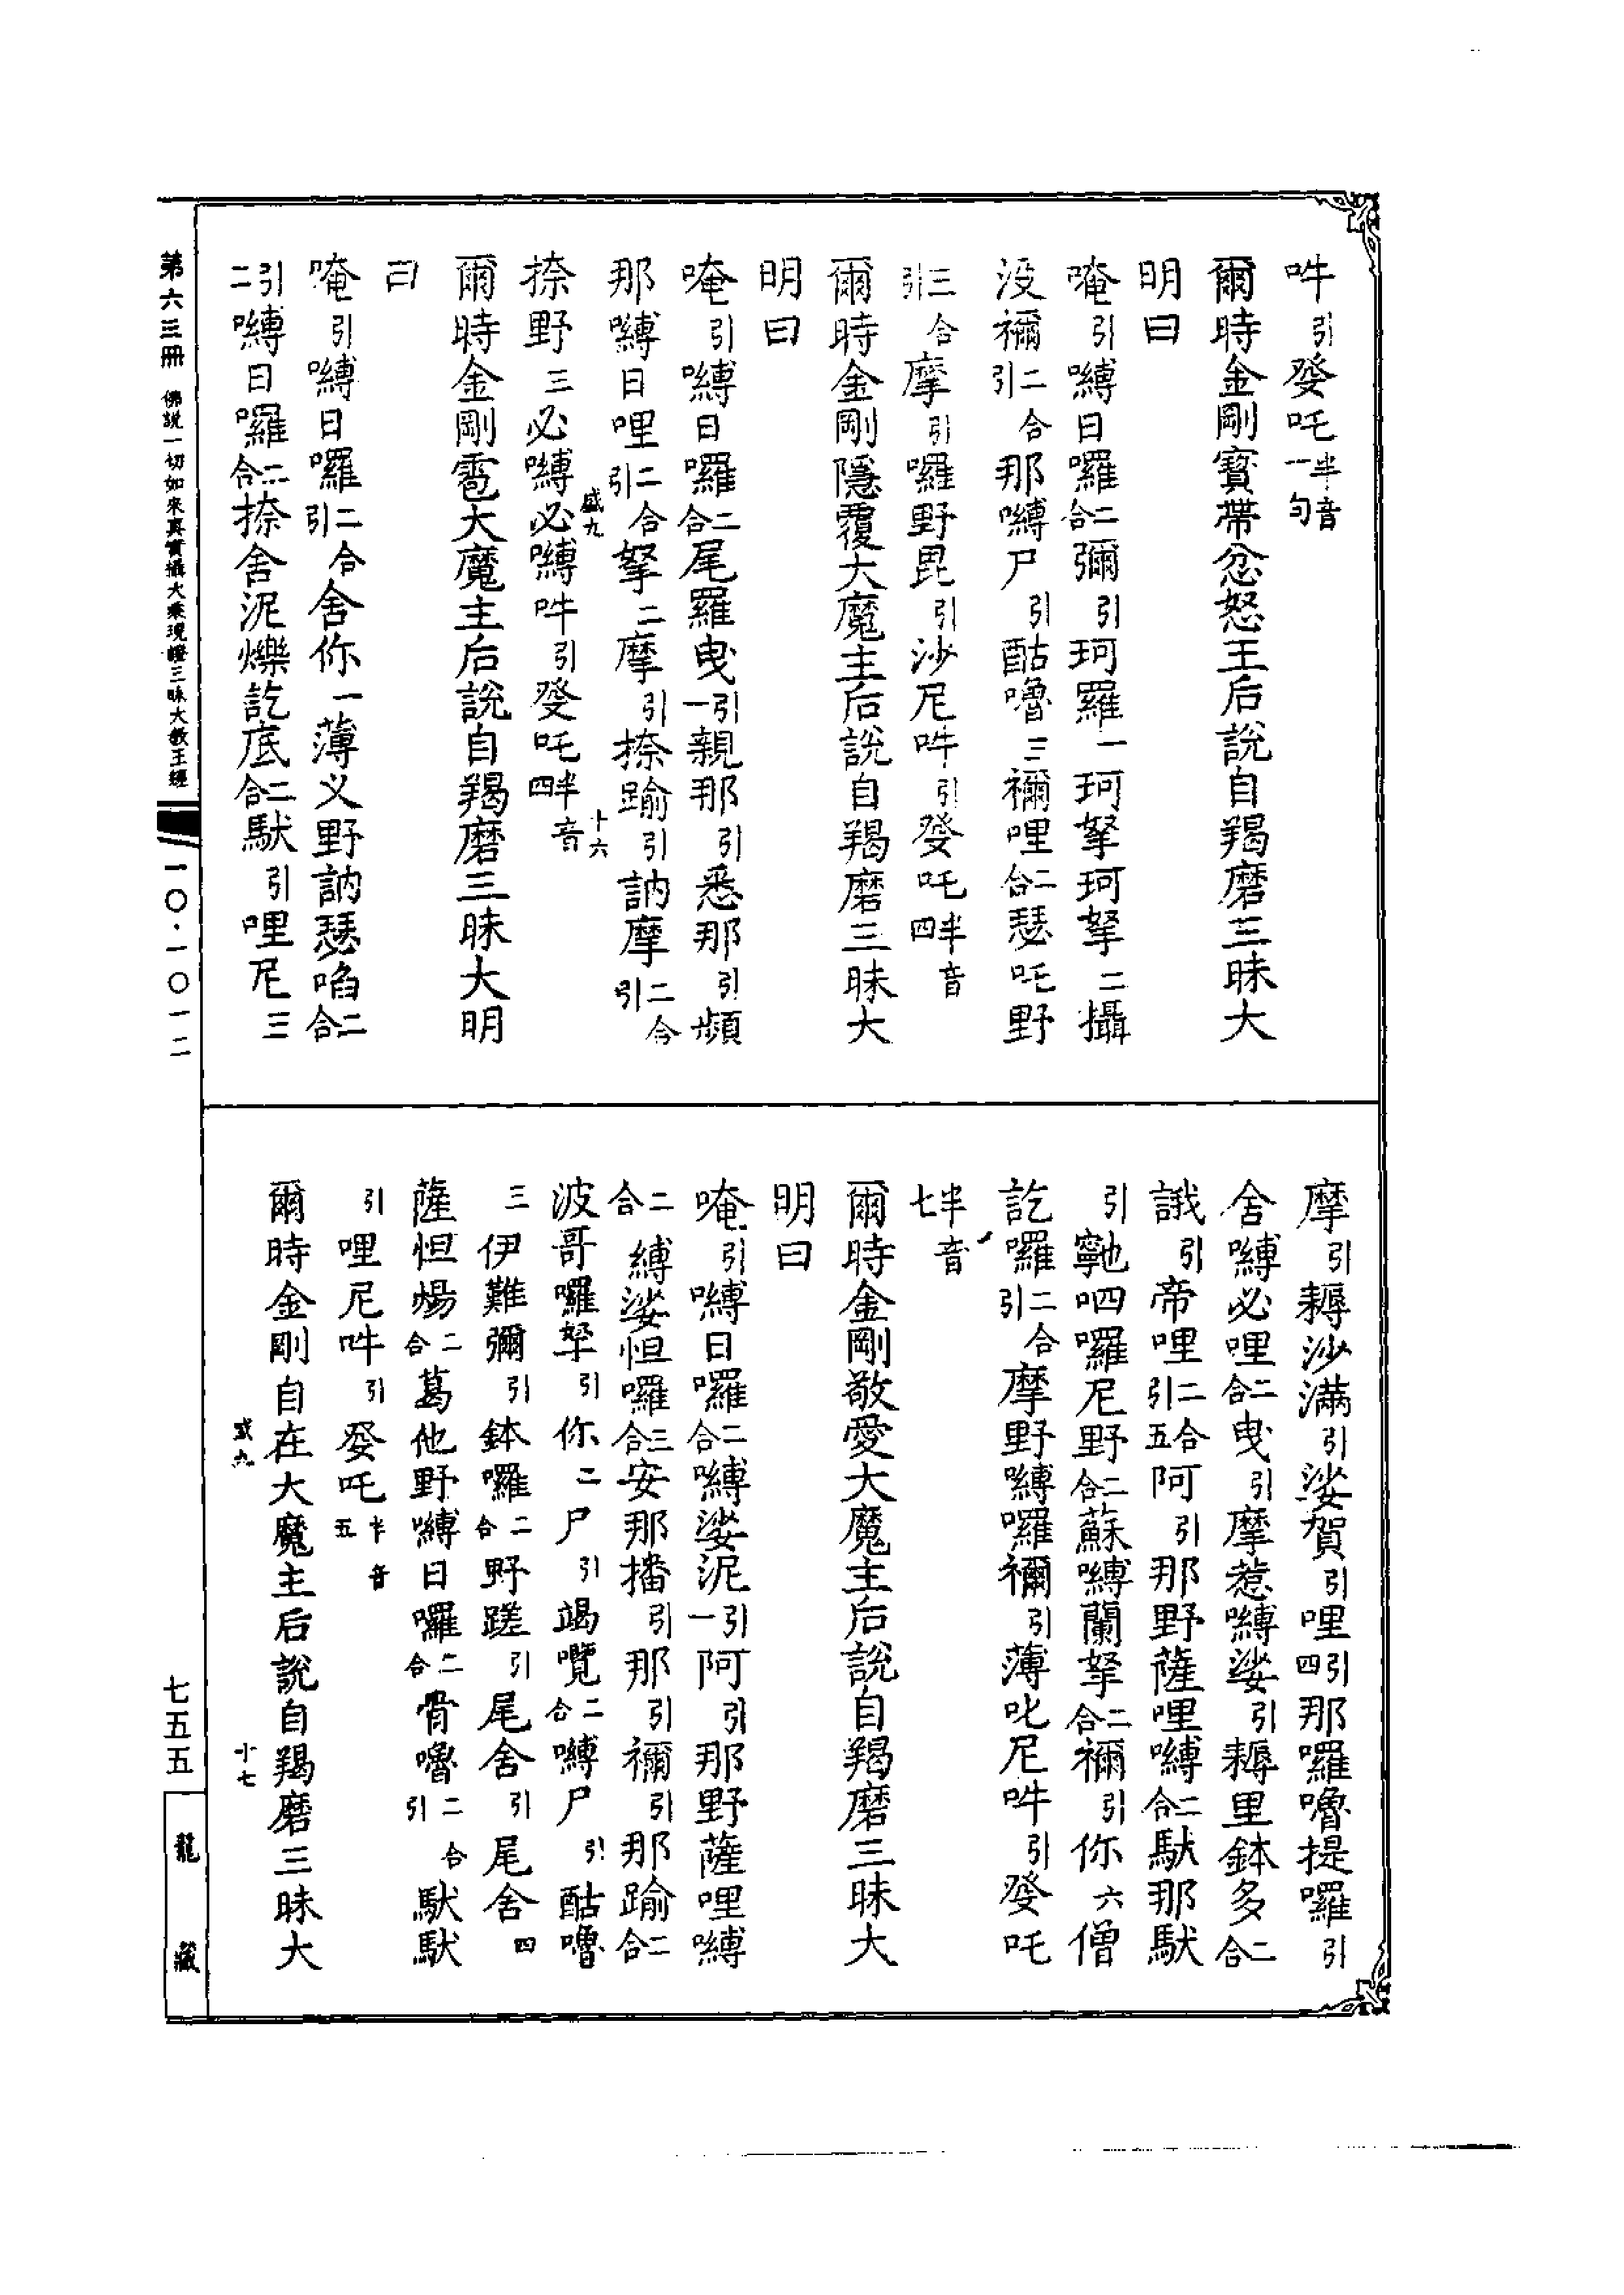 吽引癹吒半音一句
爾時金剛寶帶忿怒王后說自羯磨三昧大
明曰
唵引嚩日囉二合彌引珂羅一珂拏珂拏二攝
没禰二合引那嚩尸引酤嚕三禰哩二合瑟吒野
三合引摩引囉野毘引沙尼吽引癹吒半音四
爾時金剛隱覆大魔主后說自羯磨三昧大
明曰
唵引嚩日囉二合尾羅曳引一親那引悉那引頻
那嚩日哩二合引拏二摩引捺踰引訥摩二合引
捺野三必嚩必嚩吽引癹吒半音四
盛九
十六
爾時金剛雹大魔主后說自羯磨三昧大明
曰
唵引嚩日囉二合引舍你一薄义野訥瑟啗二合
引二嚩日囉二合捺舍泥爍訖底二合馱引哩尼三
摩引耨沙滿引娑賀引哩引四那囉嚕提囉引
舍嚩必哩二合曳引摩惹嚩娑引耨里鉢多二合
誐引帝哩二合引五阿引那野薩哩嚩二合馱那馱
引呬囉尼野二合蘇嚩蘭拏二合禰引你六僧
訖囉二合引摩野嚩囉禰引薄叱尼吽引癹吒
半音七
爾時金剛敬愛大魔主后說自羯磨三昧大
明曰
唵引嚩日囉二合嚩娑泥引一阿引那野薩哩嚩
二合嚩娑怛囉三合安那播引那引禰引那踰二合
波哥囉拏引你二尸引竭囕二合嚩尸引酤嚕
三伊難彌引鉢囉二合野蹉引尾舍引尾舍四
薩怛煬二合葛他野嚩日囉二合骨嚕二合引馱馱
引哩尼吽引癹吒半音五
爾時金剛自在大魔主后說自羯磨三昧大
盛九
十七
第六三冊 佛説一切如來真實攝大乘現證三昧大教王經
一〇·一〇一二
七五五
龍藏